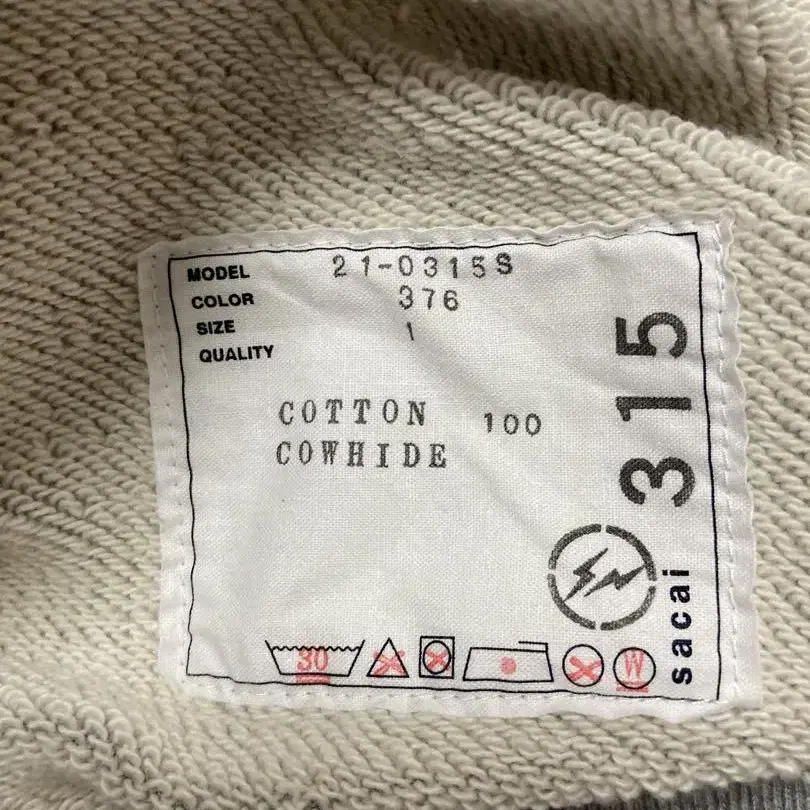 MODEL 21-0315S
COLOR 376
SIZE 1
QUALITY
COTTON 100
COWHIDE
315
sacai
30
W